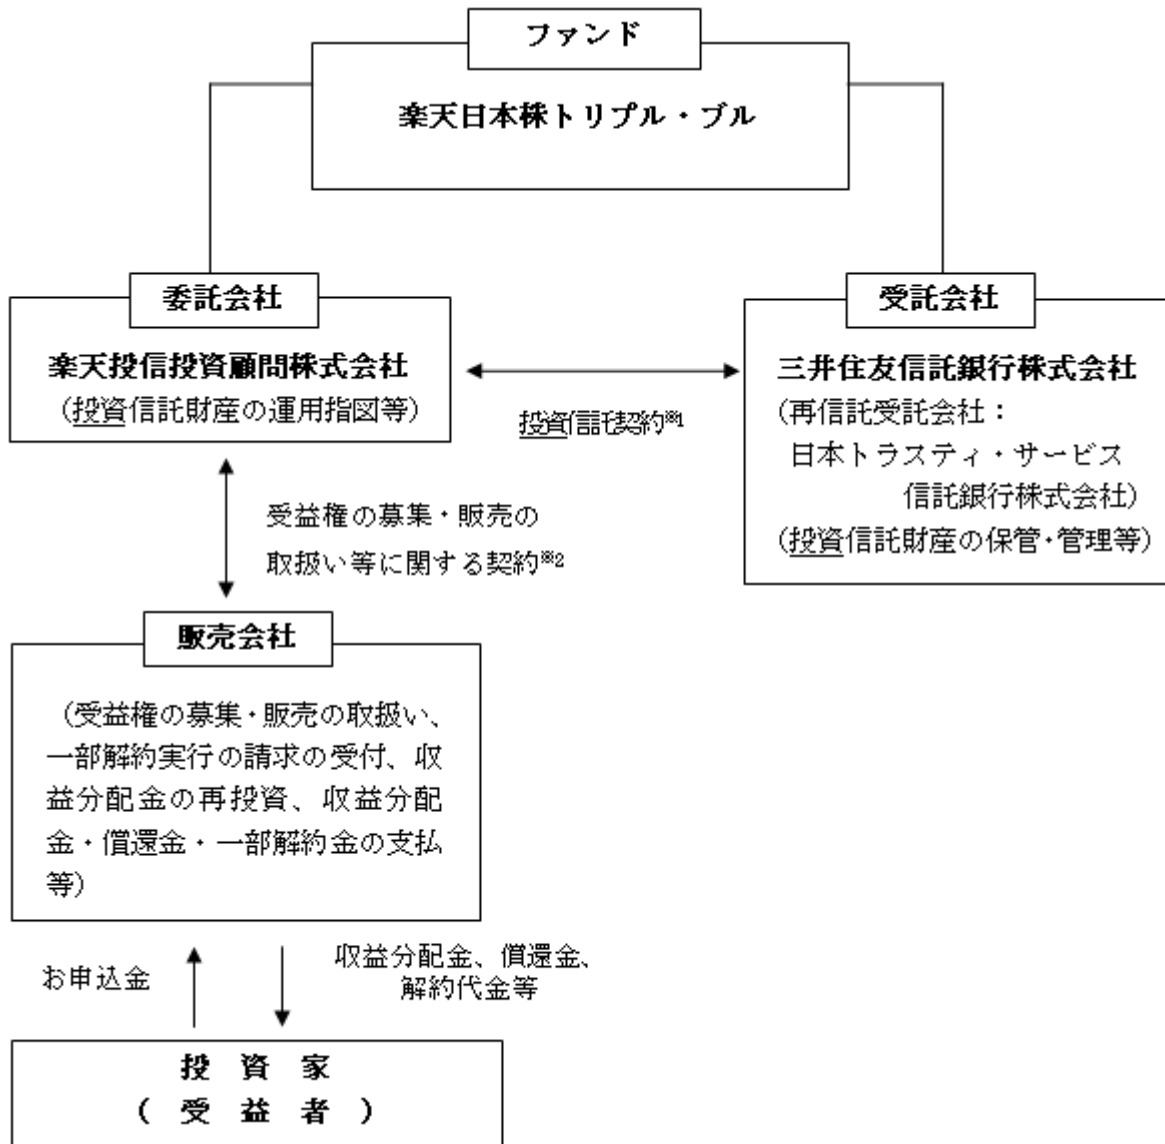 ファンド
楽天日本株トリプル・ブル
委託会社
楽天投信投資顧問株式会社
(投資信託財産の運用指図等)
投資信託契約※1
受託会社
三井住友信託銀行株式会社
(再信託受託会社:
日本トラスティ・サービス
信託銀行株式会社)
(投資信託財産の保管・管理等)
受益権の募集・販売の
取扱い等に関する契約※2
販売会社
(受益権の募集・販売の取扱い、
一部解約実行の請求の受付、収
益分配金の再投資、収益分配
金・償還金・一部解約金の支払
等)
お申込金
収益分配金、償還金、
解約代金等
投 資 家
( 受 益 者 )